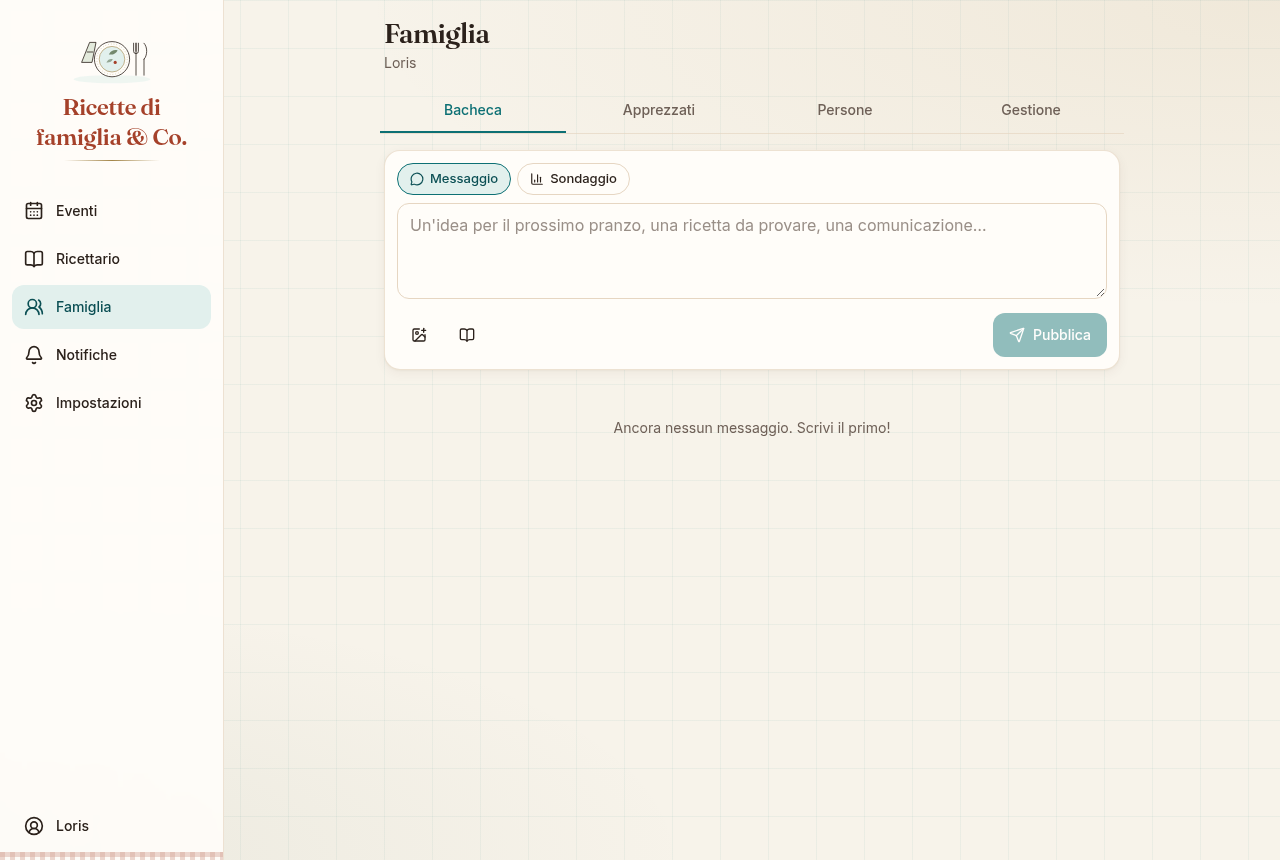 Ricette di
famiglia & Co.
Eventi
Ricettario
Famiglia
Notifiche
Impostazioni
Loris
Famiglia
Loris
Bacheca
Apprezzati
Persone
Gestione
Messaggio
Sondaggio
Un'idea per il prossimo pranzo, una ricetta da provare, una comunicazione...
Pubblica
Ancora nessun messaggio. Scrivi il primo!